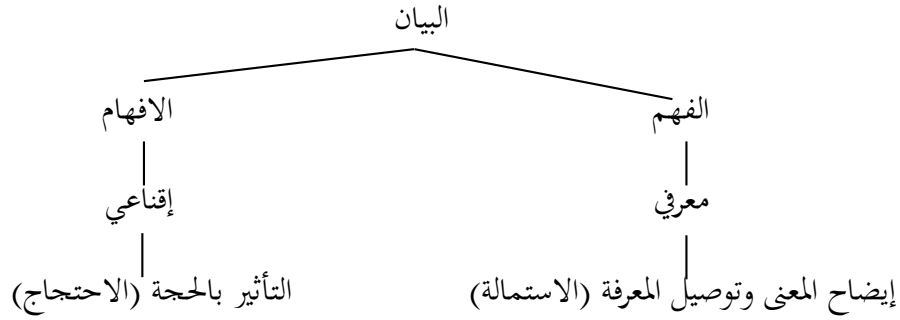 البيان
الفهم
الافهام
معرفي
إقناعي
إيضاح المعنى وتوصيل المعرفة (الاستمالة)
التأثير بالحجة (الاحتجاج)